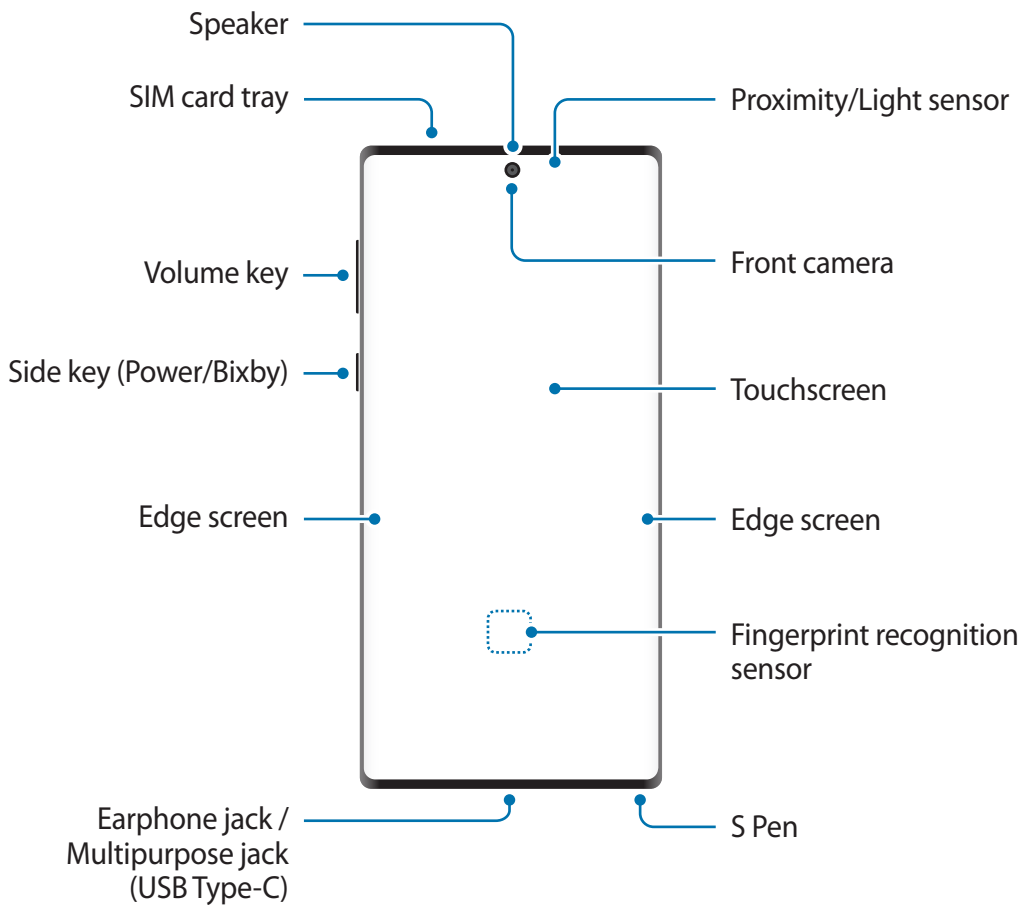 Speaker
SIM card tray
Proximity/Light sensor
Volume key
Front camera
Side key (Power/Bixby)
Touchscreen
Edge screen
Edge screen
Fingerprint recognition
sensor
Earphone jack /
Multipurpose jack
(USB Type-C)
S Pen